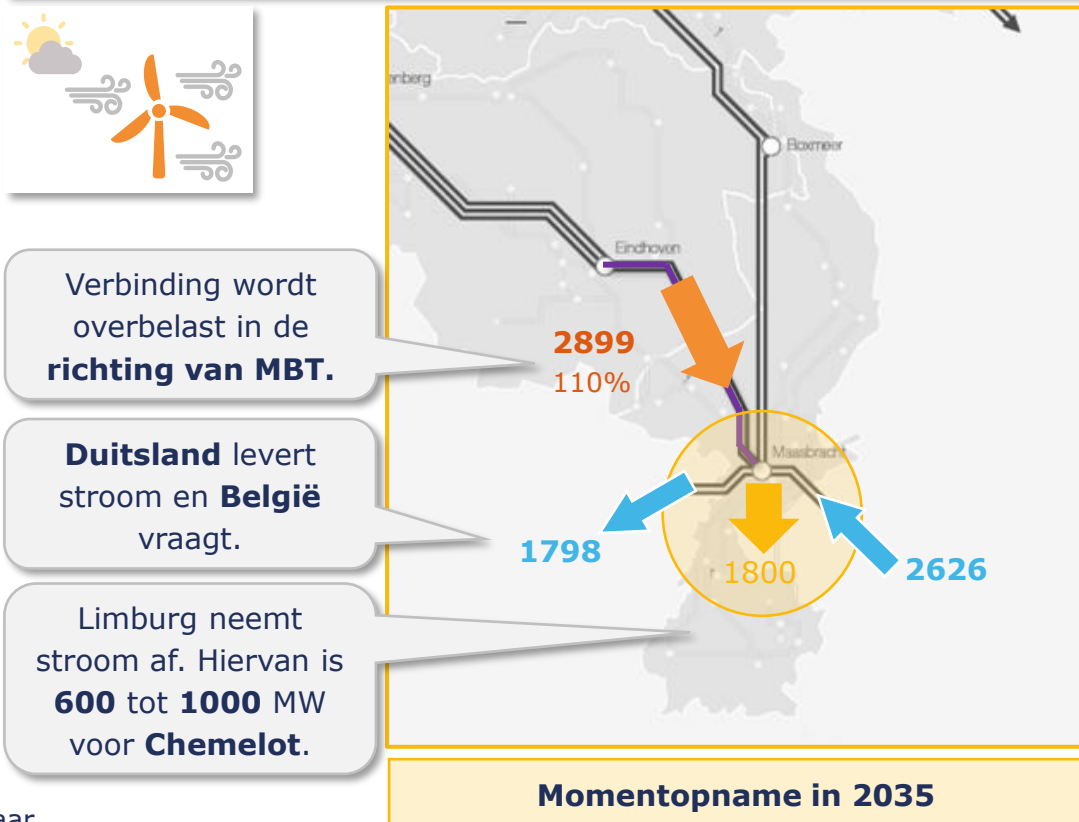 enberg
Boxmeer
Eindhoven
Verbinding wordt
overbelast in de
richting van MBT.
2899
110%
Duitsland levert
stroom en België
vraagt.
Maasbracht
1798
1800
2626
Limburg neemt
stroom af. Hiervan is
600 tot 1000 MW
voor Chemelot.
Momentopname in 2035